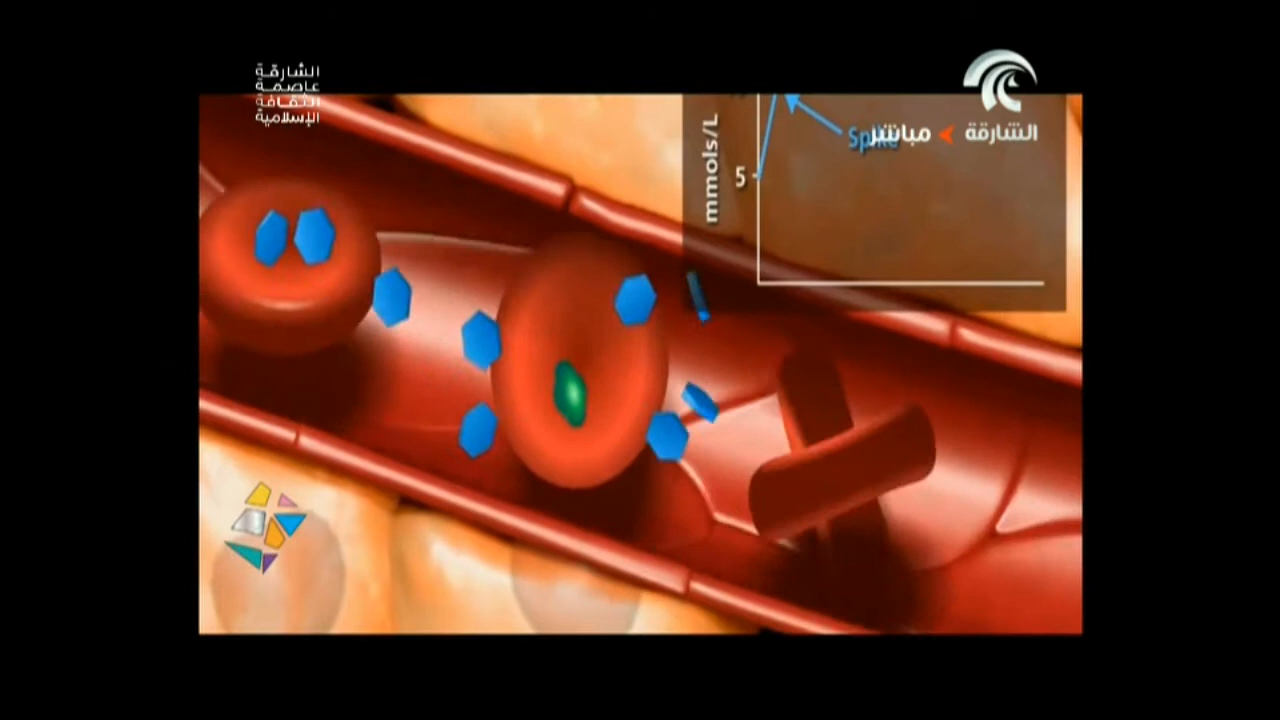 الشارقة
عاصمة
الثقافة
الإسلامية
الشارقة
مباشر
Spike
mmols/L
5